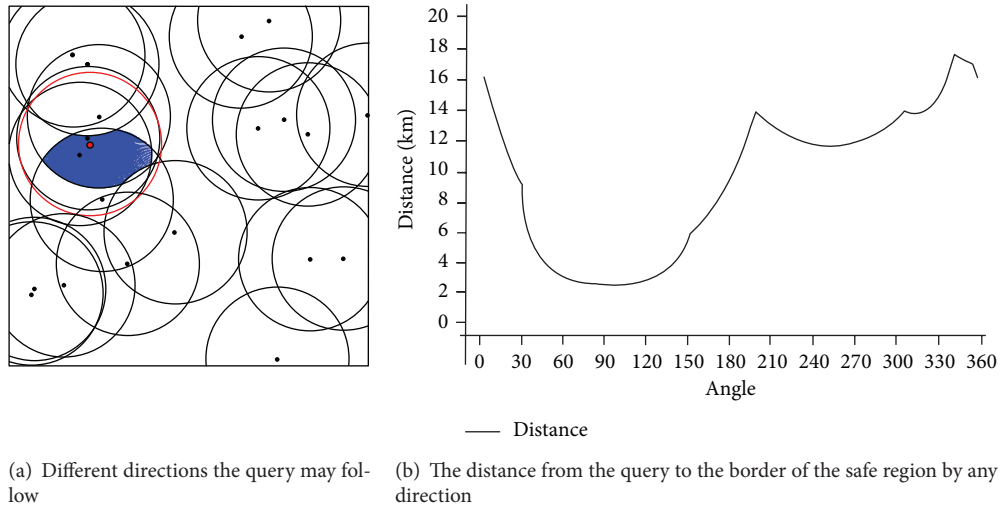 20
18
16
14
12
10
8
6
4
2
0
Distance (km)
0 30 60 90 120 150 180 210 240 270 300 330 360
Angle
Distance
(a) Different directions the query may fol-
low
(b) The distance from the query to the border of the safe region by any
direction